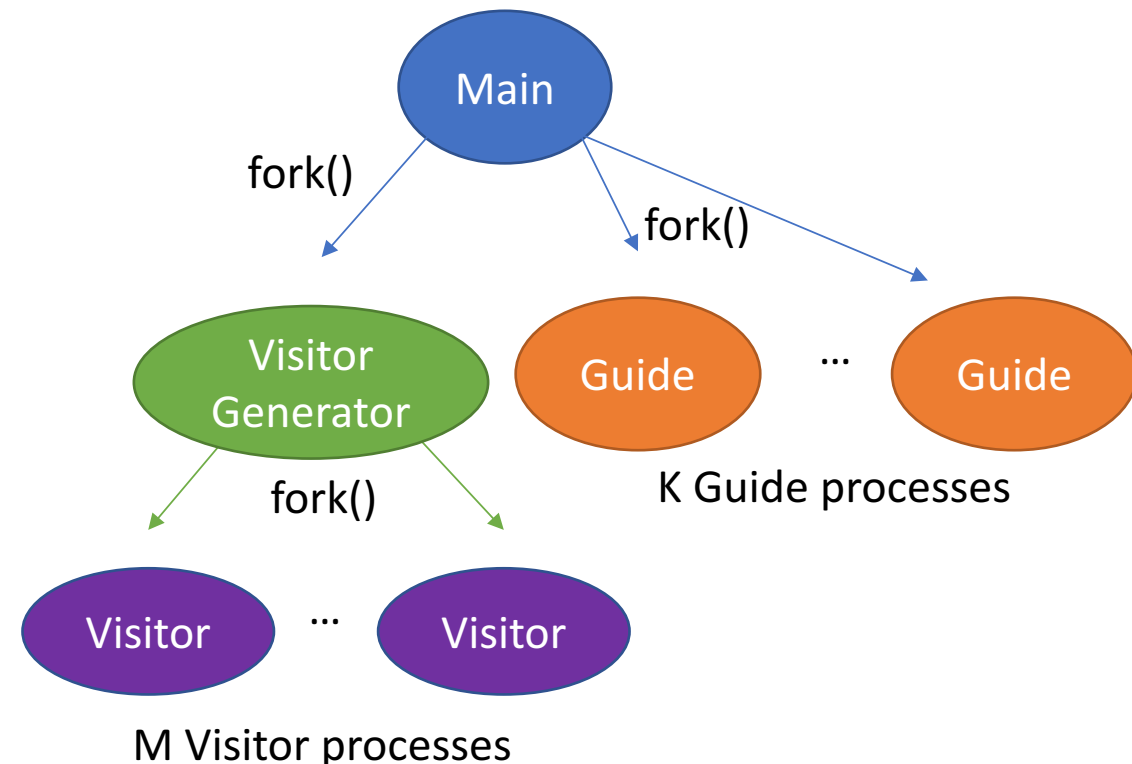 Main
fork()
fork()
Visitor
Generator
Guide
...
Guide
fork()
K Guide processes
Visitor
...
Visitor
M Visitor processes